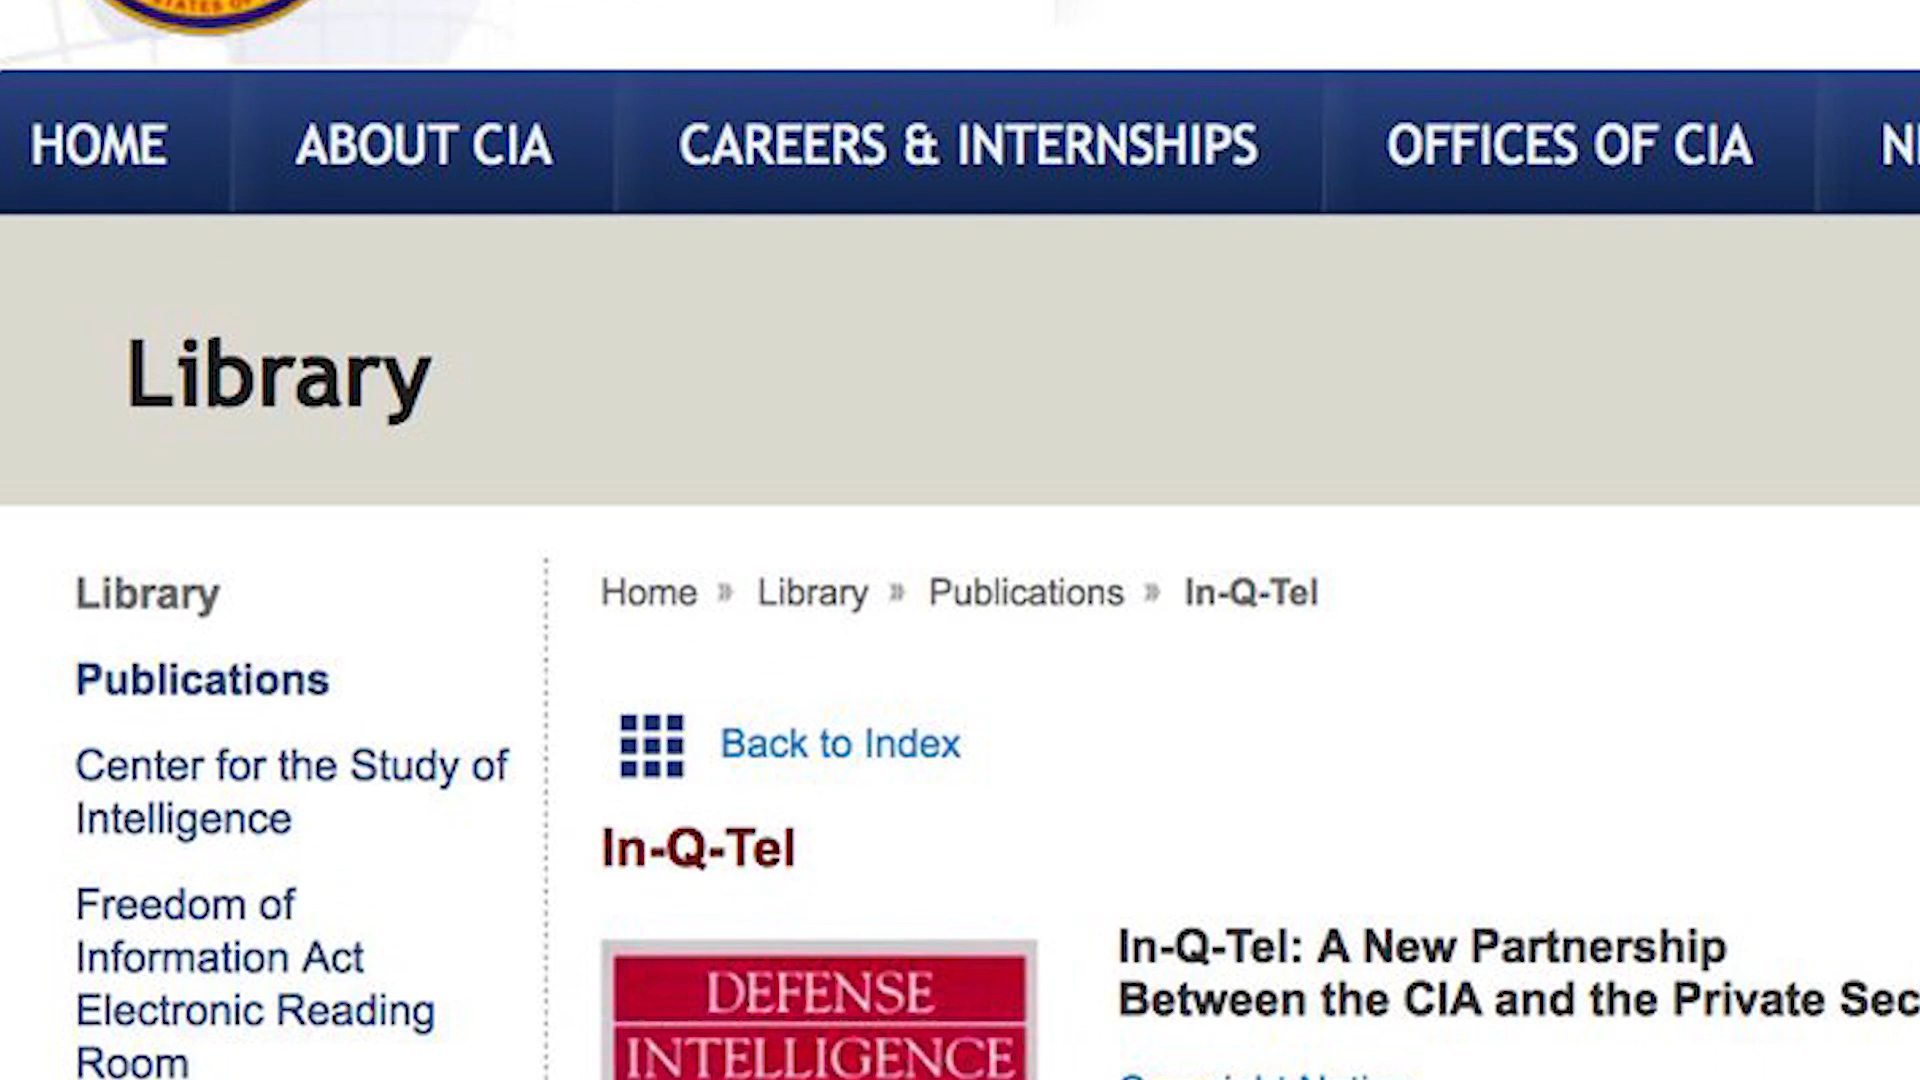 STATES OF
HOME ABOUT CIA CAREERS & INTERNSHIPS OFFICES OF CIA
Library
Library
Publications
Center for the Study of
Intelligence
Freedom of
Information Act
Electronic Reading
Room
Home » Library » Publications » In-Q-Tel
Back to Index
In-Q-Tel
DEFENSE
INTELLIGENCE
In-Q-Tel: A New Partnership
Between the CIA and the Private Sec